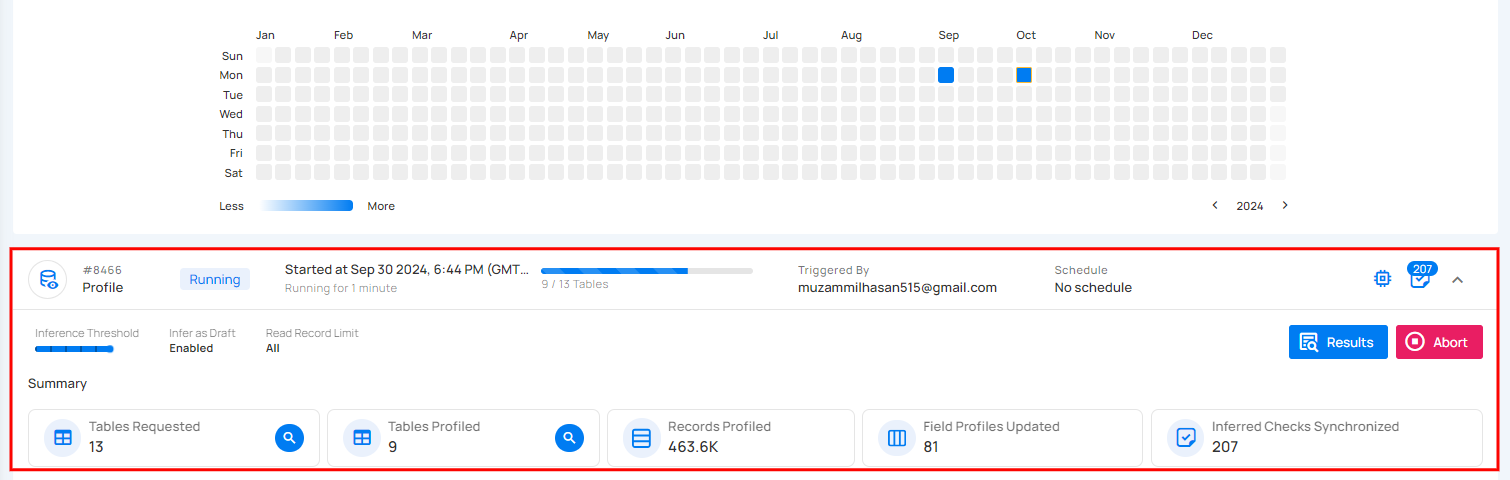 Jan Feb Mar Apr May Jun Jul Aug Sep Oct Nov Dec
Sun
Mon
Tue
Wed
Thu
Fri
Sat
Less More 2024
#8466
Profile
Running
Started at Sep 30 2024, 6:44 PM (GMT...
Running for 1 minute
9 / 13 Tables
Triggered By
muzammilhasan515@gmail.com
Schedule
No schedule
207
Inference Threshold
Infer as Draft
Enabled
Read Record Limit
All
Results
Abort
Summary
Tables Requested
13
Tables Profiled
9
Records Profiled
463.6K
Field Profiles Updated
81
Inferred Checks Synchronized
207